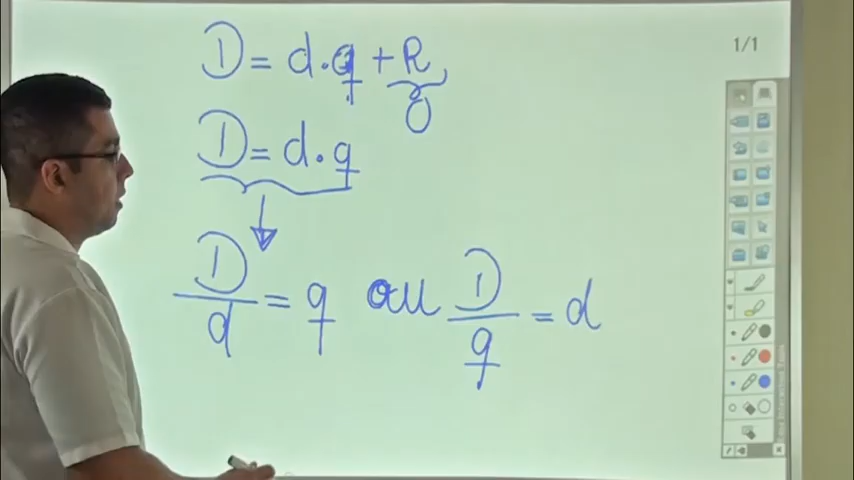 D = d.q + R
0
1/1
D = d.q
D/d = q ou D/q = d